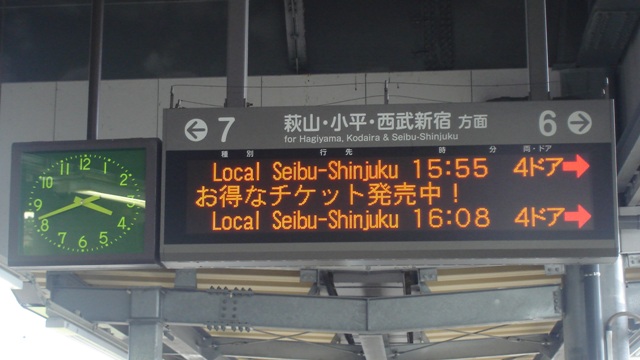 12
11 1
10 2
9 3
8 4
7 5
6
← 7 萩山・小平・西武新宿 方面 6 →
for Hagiyama, Kodaira & Seibu-Shinjuku
種別 行先 時分 両・ドア
Local Seibu-Shinjuku 15:55 4ドア→
お得なチケット発売中！
Local Seibu-Shinjuku 16:08 4ドア→